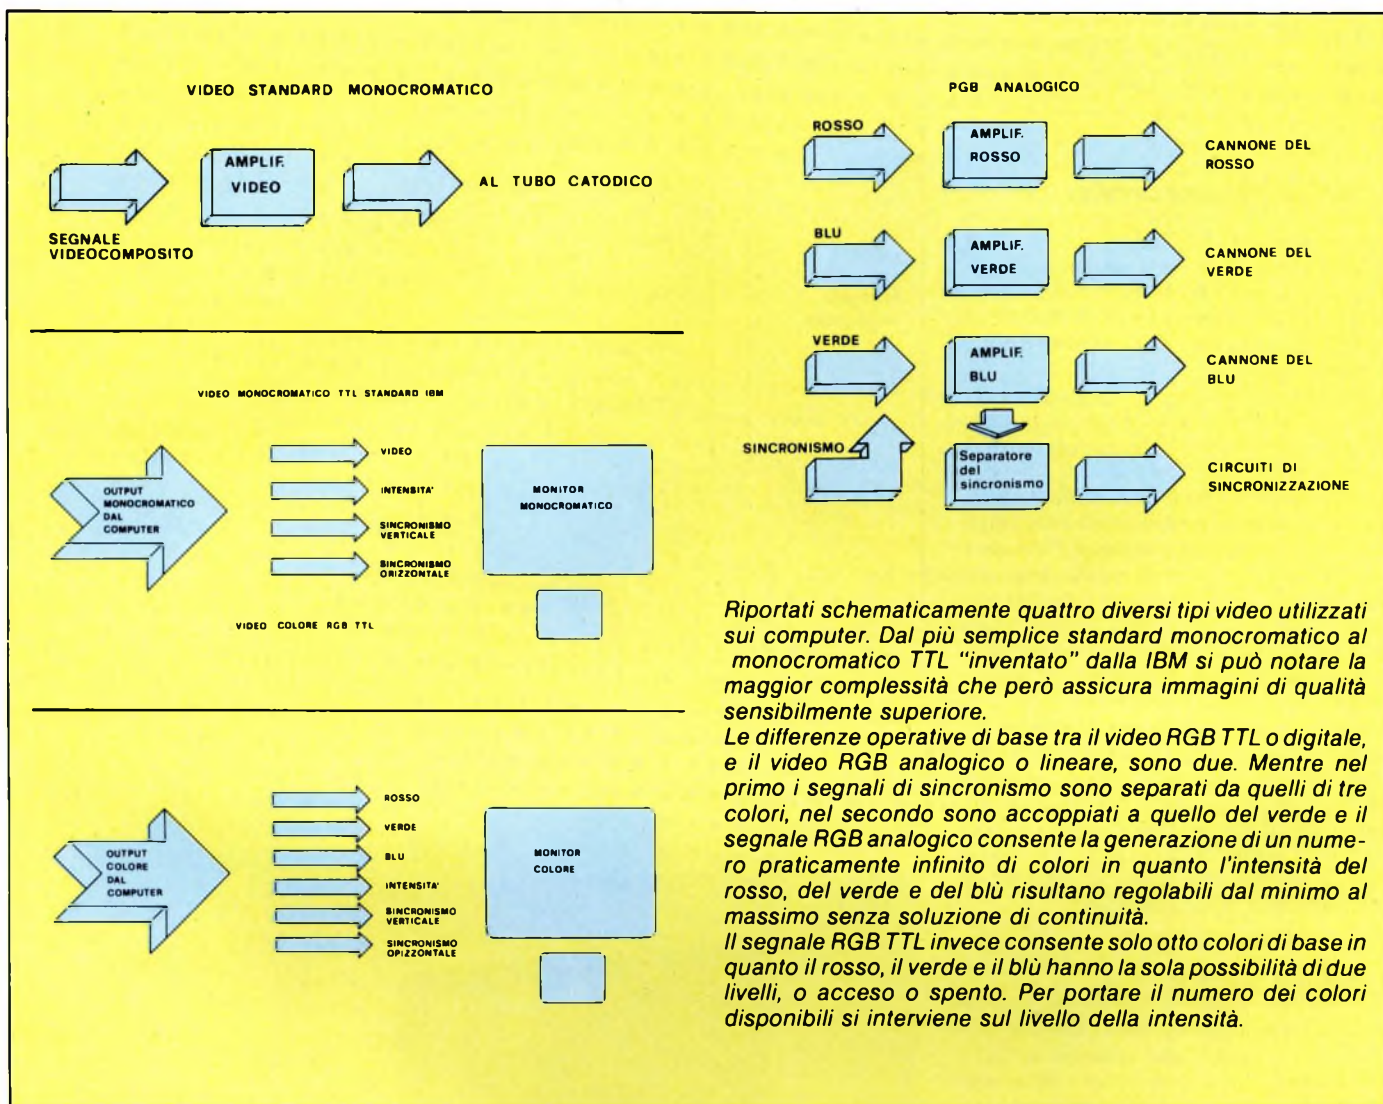 VIDEO STANDARD MONOCROMATICO
AMPLIF.
VIDEO
AL TUBO CATODICO
SEGNALE
VIDEOCOMPOSITO
VIDEO MONOCROMATICO TTL STANDARD IBM
OUTPUT
MONOCROMATICO
DAL
COMPUTER
VIDEO
INTENSITA'
SINCRONISMO
VERTICALE
SINCRONISMO
ORIZZONTALE
MONITOR
MONOCROMATICO
VIDEO COLORE RGB TTL
OUTPUT
COLORE
DAL
COMPUTER
ROSSO
VERDE
BLU
INTENSITA'
SINCRONISMO
VERTICALE
SINCRONISMO
OPIZZONTALE
MONITOR
COLORE
PGB ANALOGICO
ROSSO
AMPLIF.
ROSSO
CANNONE DEL
ROSSO
BLU
AMPLIF.
VERDE
CANNONE DEL
VERDE
VERDE
AMPLIF.
BLU
CANNONE DEL
BLU
SINCRONISMO
Separatore
del
sincronismo
CIRCUITI DI
SINCRONIZZAZIONE
Riportati schematicamente quattro diversi tipi video utilizzati
sui computer. Dal più semplice standard monocromatico al
monocromatico TTL "inventato" dalla IBM si può notare la
maggior complessità che però assicura immagini di qualità
sensibilmente superiore.
Le differenze operative di base tra il video RGB TTL o digitale,
e il video RGB analogico o lineare, sono due. Mentre nel
primo i segnali di sincronismo sono separati da quelli di tre
colori, nel secondo sono accoppiati a quello del verde e il
segnale RGB analogico consente la generazione di un nume-
ro praticamente infinito di colori in quanto l'intensità del
rosso, del verde e del blù risultano regolabili dal minimo al
massimo senza soluzione di continuità.
Il segnale RGB TTL invece consente solo otto colori di base in
quanto il rosso, il verde e il blù hanno la sola possibilità di due
livelli, o acceso o spento. Per portare il numero dei colori
disponibili si interviene sul livello della intensità.